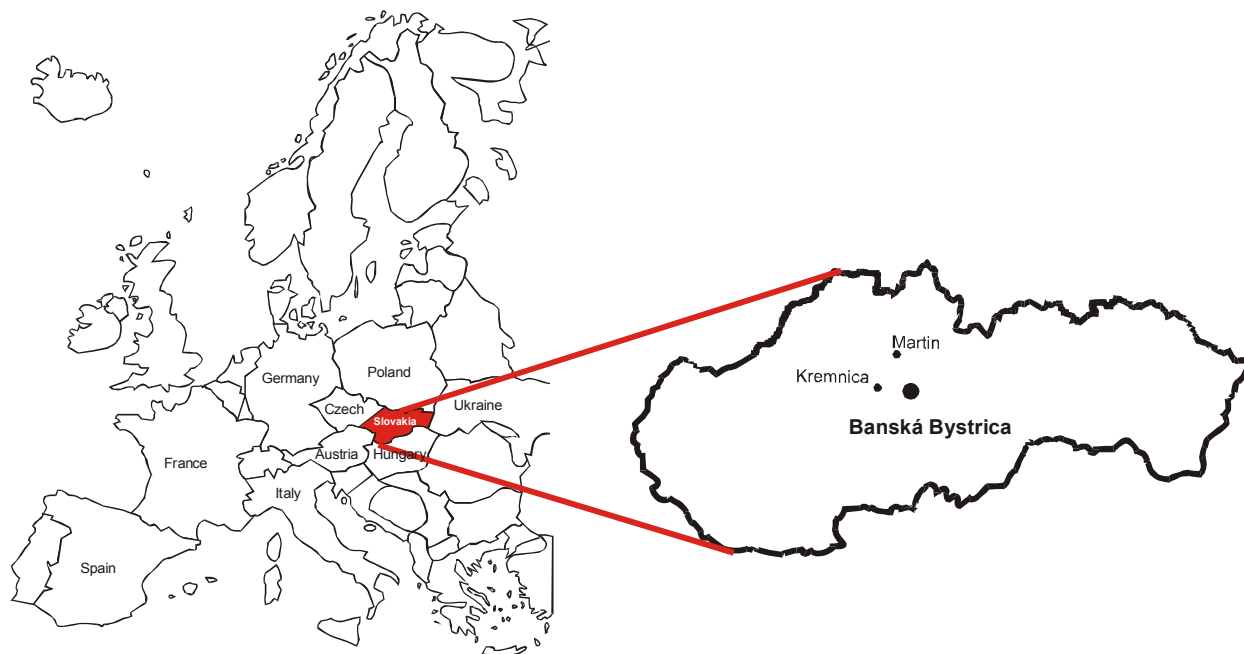 Germany
Poland
Czech
Slovakia
Ukraine
France
Austria
Hungary
Italy
Spain
Martin
Kremnica
Banská Bystrica